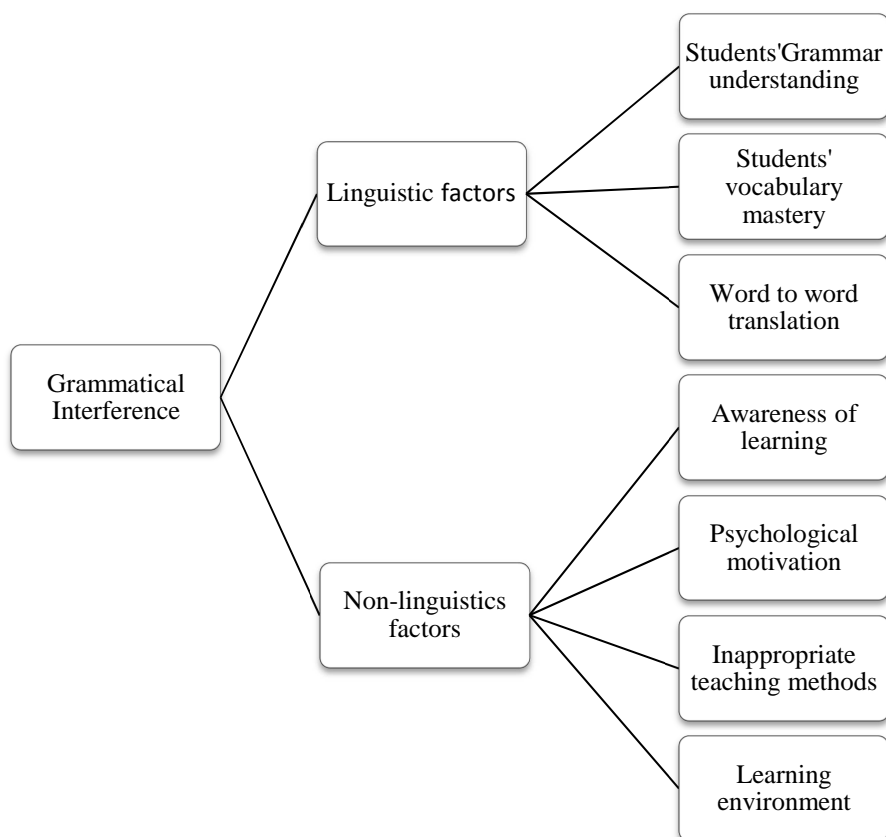 Students'Grammar
understanding
Students'
vocabulary
mastery
Linguistic factors
Word to word
translation
Grammatical
Interference
Awareness of
learning
Psychological
motivation
Non-linguistics
factors
Inappropriate
teaching methods
Learning
environment